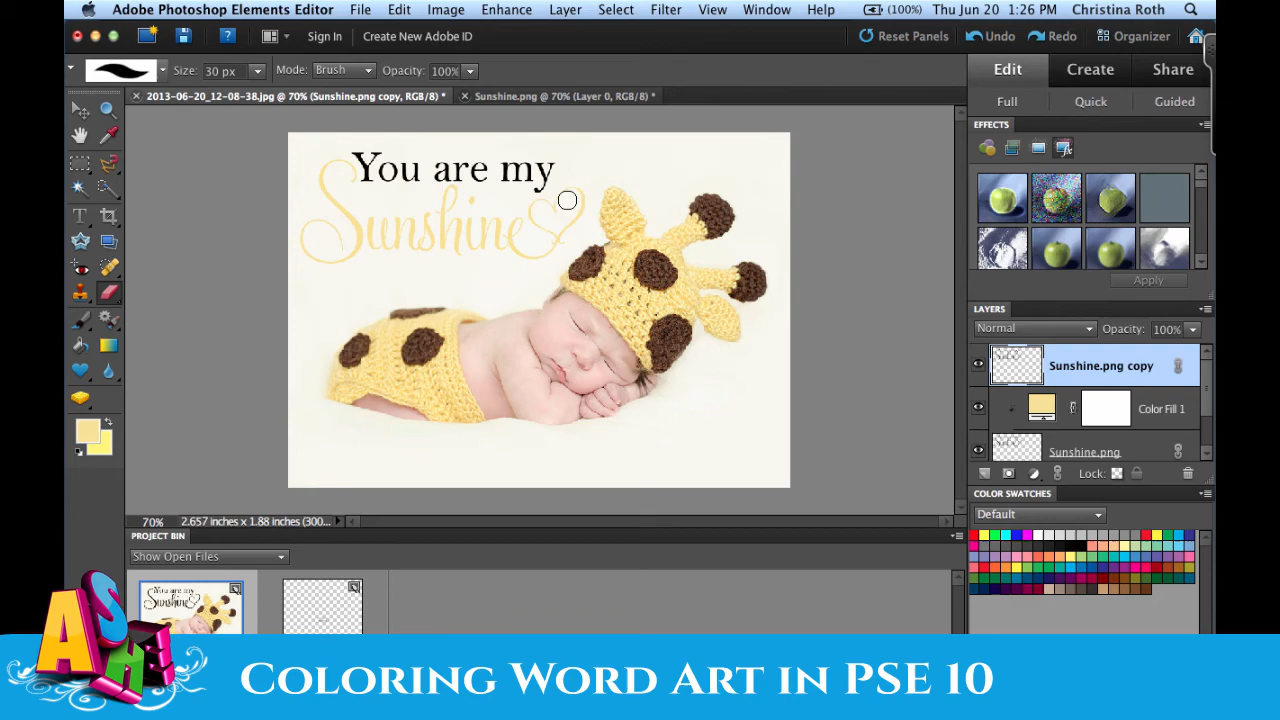 Adobe Photoshop Elements Editor File Edit Image Enhance Layer Select Filter View Window Help (100%) Thu Jun 20 1:26 PM Christina Roth
Sign In Create New Adobe ID Reset Panels Undo Redo Organizer
Size: 30 px Mode: Brush Opacity: 100%
Edit Create Share
2013-06-20_12-08-38.jpg @ 70% (Sunshine.png copy, RGB/8) * Sunshine.png @ 70% (Layer 0, RGB/8) *
Full Quick Guided
EFFECTS
You are my
Sunshine
Apply
LAYERS
Normal Opacity: 100%
Sunshine.png copy
Color Fill 1
Sunshine.png
Lock:
COLOR SWATCHES
Default
70% 2.657 inches x 1.88 inches (300...
PROJECT BIN
Show Open Files
You are my
Sunshine
ASHE
Coloring Word Art in PSE 10